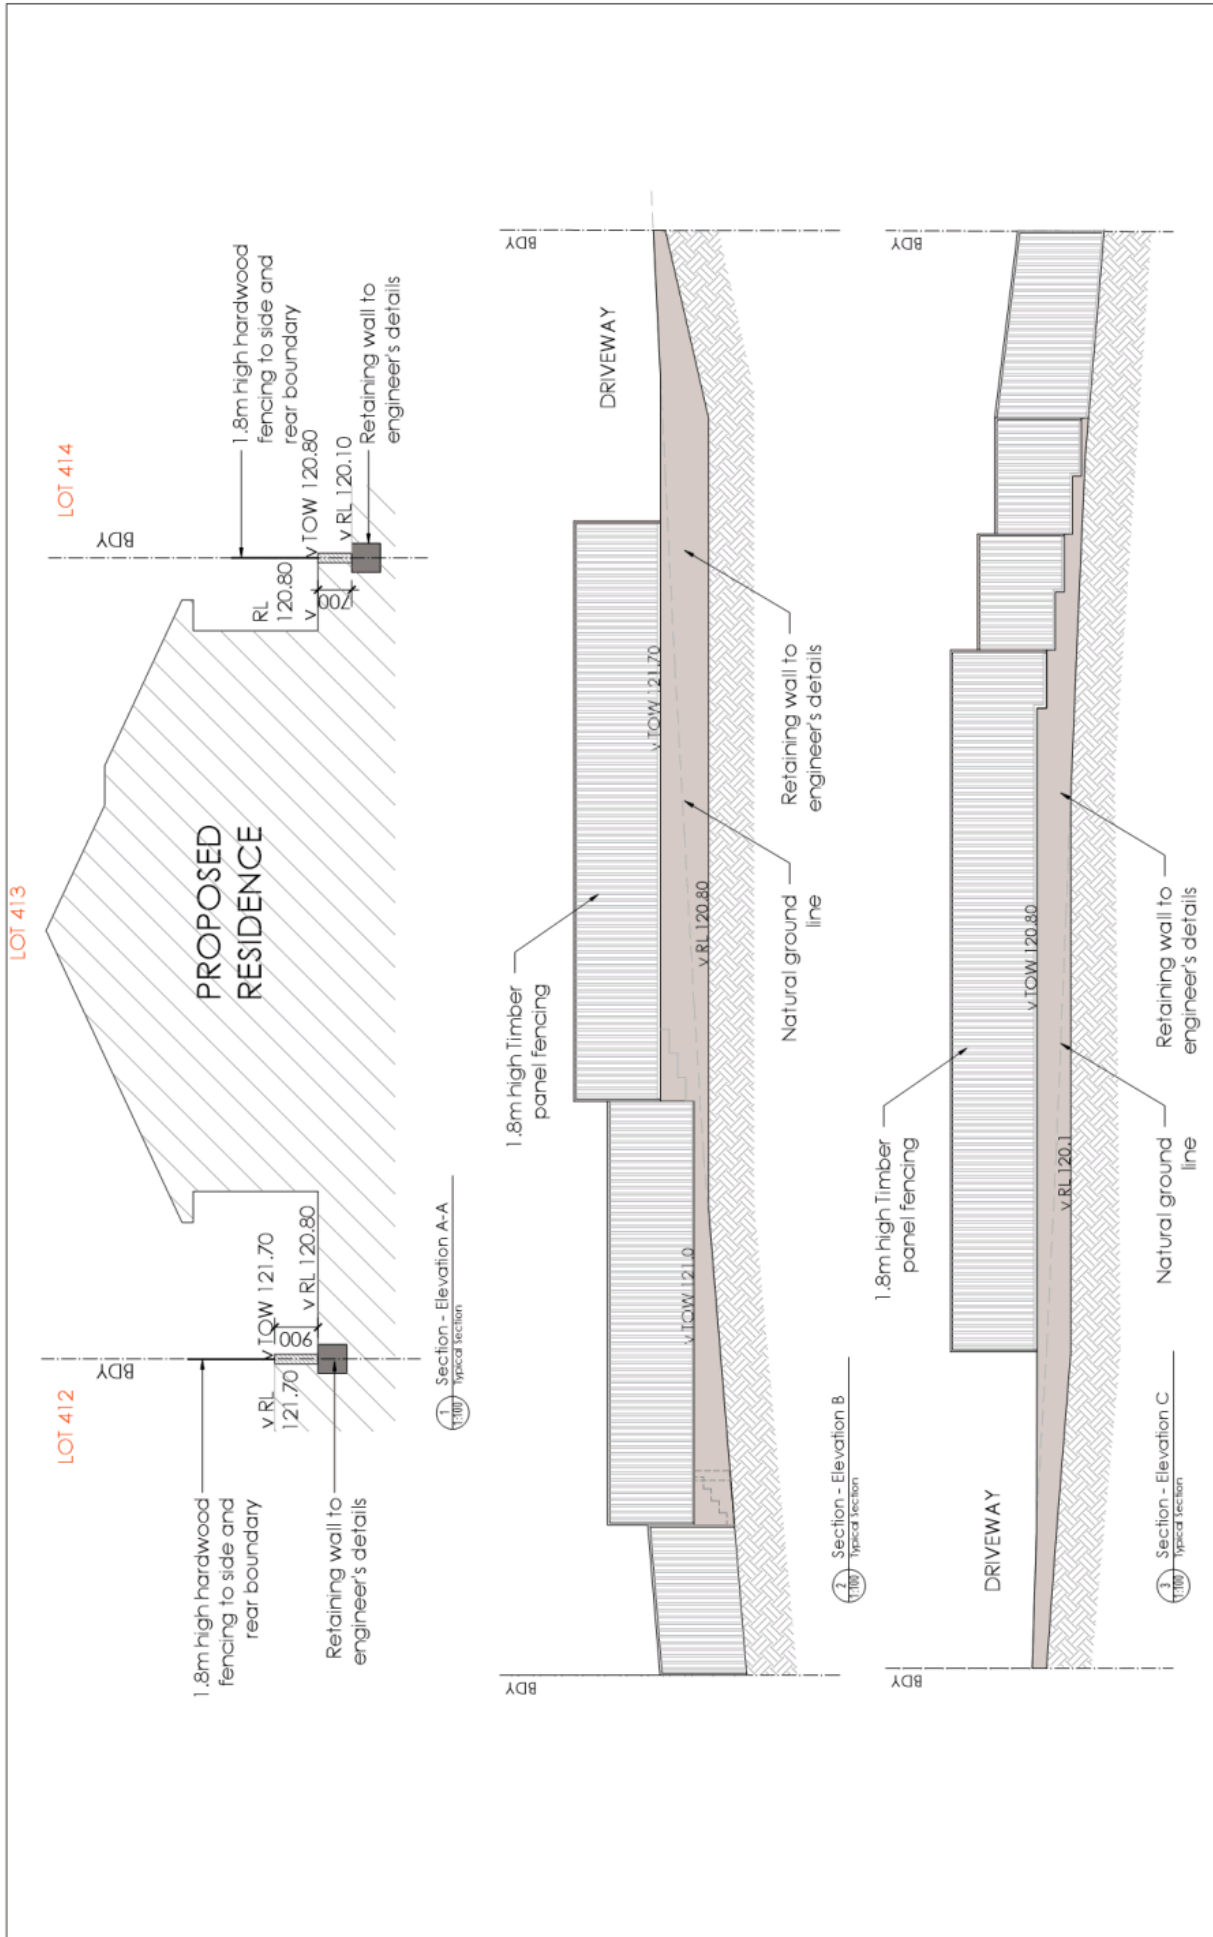 LOT 412
LOT 413
LOT 414
1.8m high hardwood
fencing to side and
rear boundary
Retaining wall to
engineer's details
BDY
v RL
121.70
v TOW 121.70
900
v RL 120.80
PROPOSED
RESIDENCE
RL
120.80
v
700
BDY
v TOW 120.80
v RL 120.10
1.8m high hardwood
fencing to side and
rear boundary
Retaining wall to
engineer's details
1
1:100
Section - Elevation A-A
Typical Section
BDY
1.8m high Timber
panel fencing
DRIVEWAY
BDY
v TOW 121.0
v TOW 121.70
v RL 120.80
Natural ground
line
Retaining wall to
engineer's details
2
1:100
Section - Elevation B
Typical Section
BDY
DRIVEWAY
1.8m high Timber
panel fencing
BDY
v TOW 120.80
v RL 120.1
Natural ground
line
Retaining wall to
engineer's details
3
1:100
Section - Elevation C
Typical Section